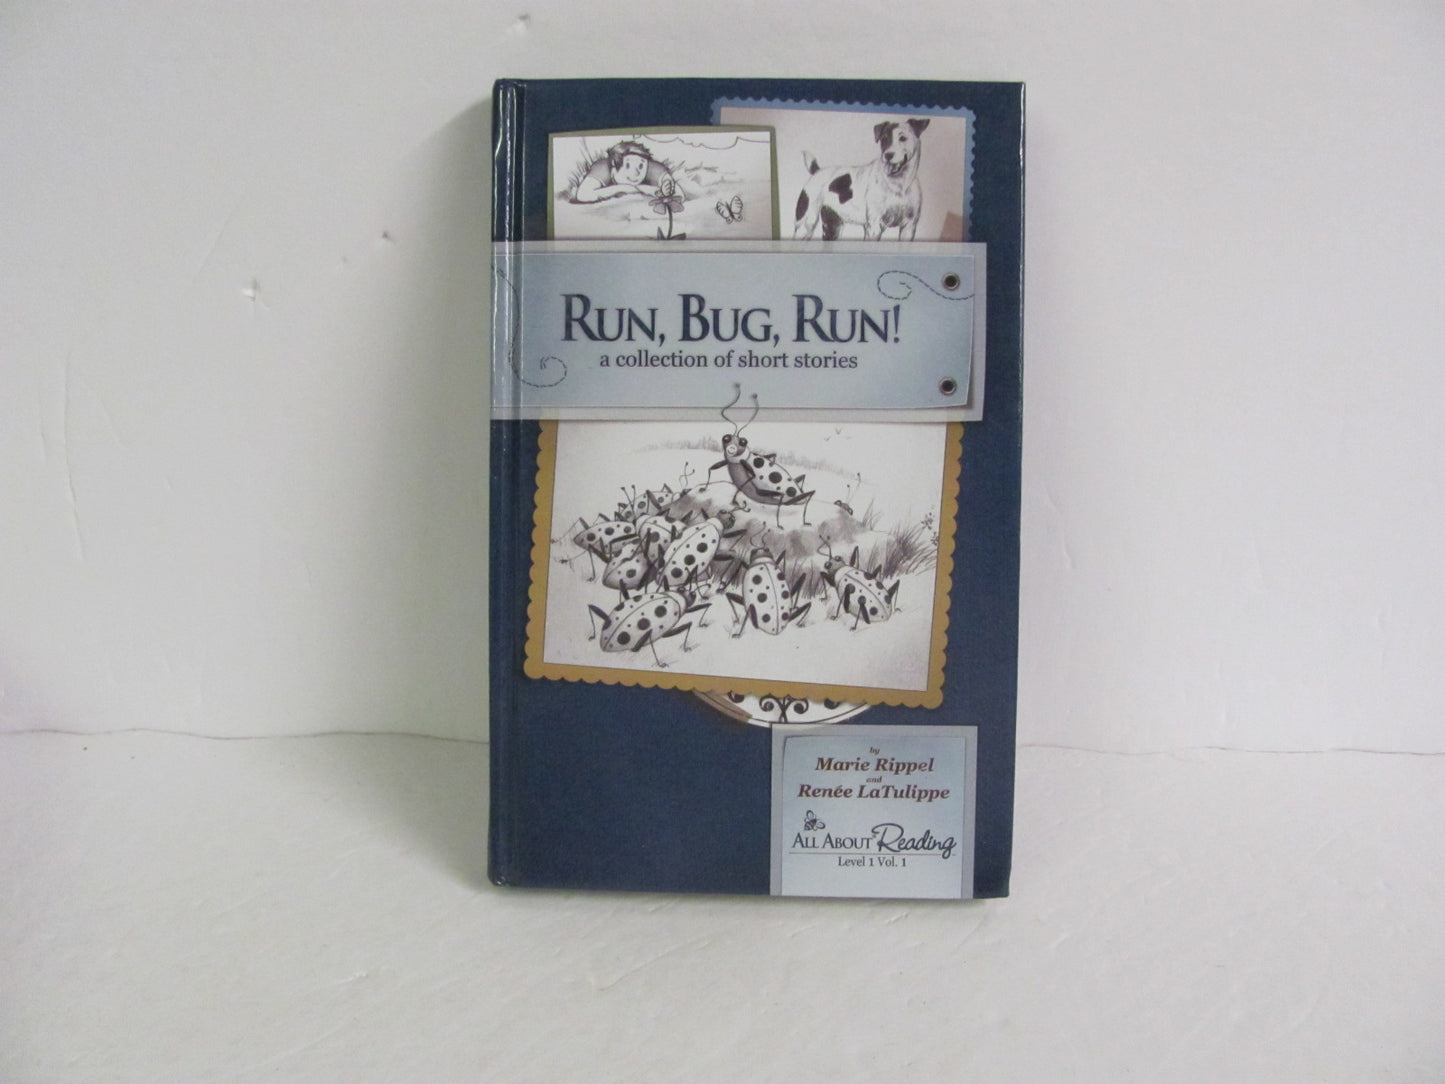 RUN, BUG, RUN!
a collection of short stories
by
Marie Rippel
and
Renée LaTulippe
ALL ABOUT Reading
Level 1 Vol. 1